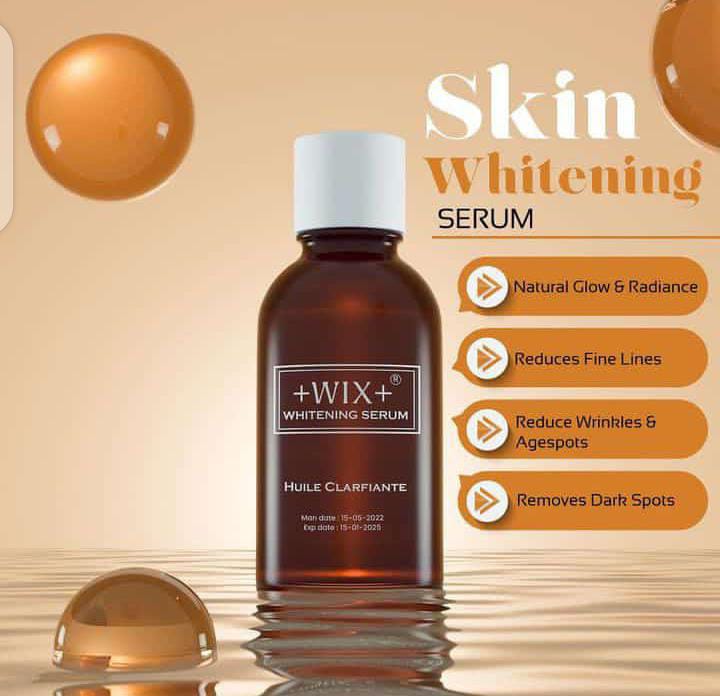 Skin
Whitening
SERUM
Natural Glow & Radiance
Reduces Fine Lines
Reduce Wrinkles &
Agespots
Removes Dark Spots
+WIX+®
WHITENING SERUM
HUILE CLARFIANTE
Man date : 15-05-2022
Exp date : 15-01-2025